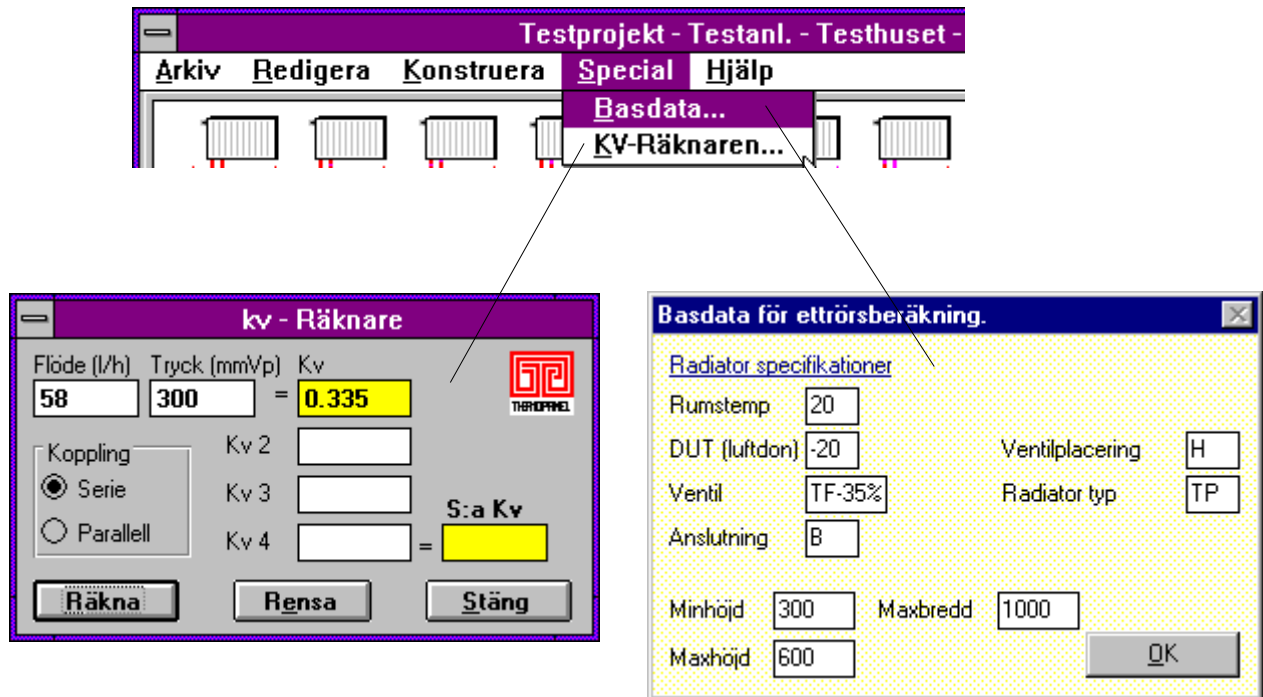 Testprojekt - Testanl. - Testhuset -
Arkiv Redigera Konstruera Special Hjälp
Basdata...
KV-Räknaren...
kv - Räknare
Flöde (l/h) Tryck (mmVp) Kv
58 300 = 0.335
THERMOPANEL
Koppling
Serie
Parallell
Kv 2
Kv 3
Kv 4 =
S:a Kv
Räkna Rensa Stäng
Basdata för ettrörsberäkning.
Radiator specifikationer
Rumstemp 20
DUT (luftdon) -20 Ventilplacering H
Ventil TF-35% Radiator typ TP
Anslutning B
Minhöjd 300 Maxbredd 1000
Maxhöjd 600
OK